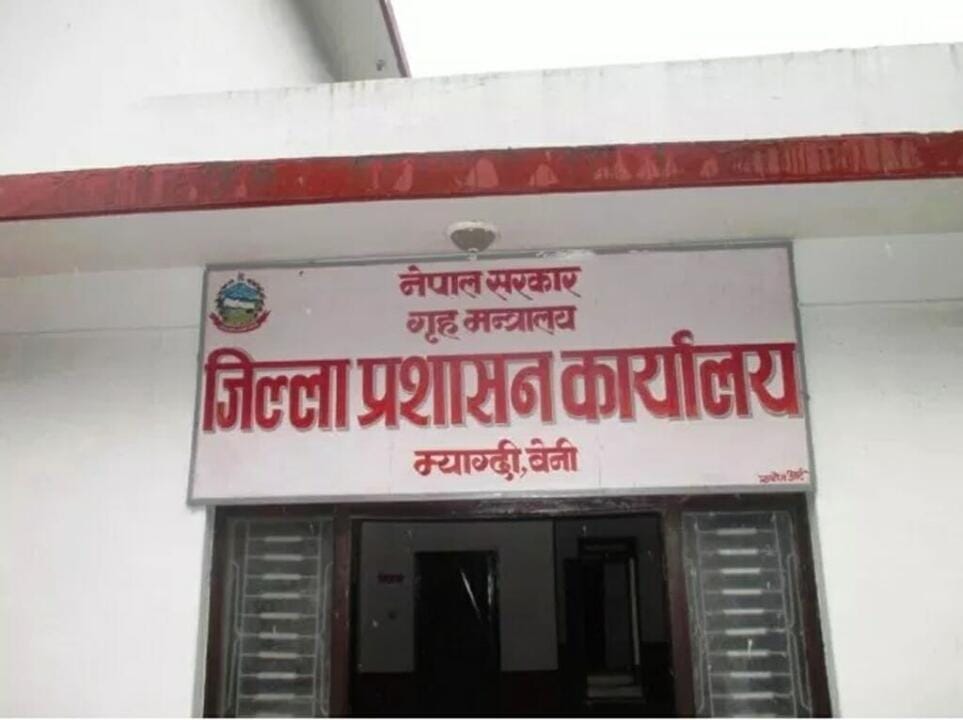 नेपाल सरकार
गृह मन्त्रालय
जिल्ला प्रशासन कार्यालय
म्याग्दी, बेनी